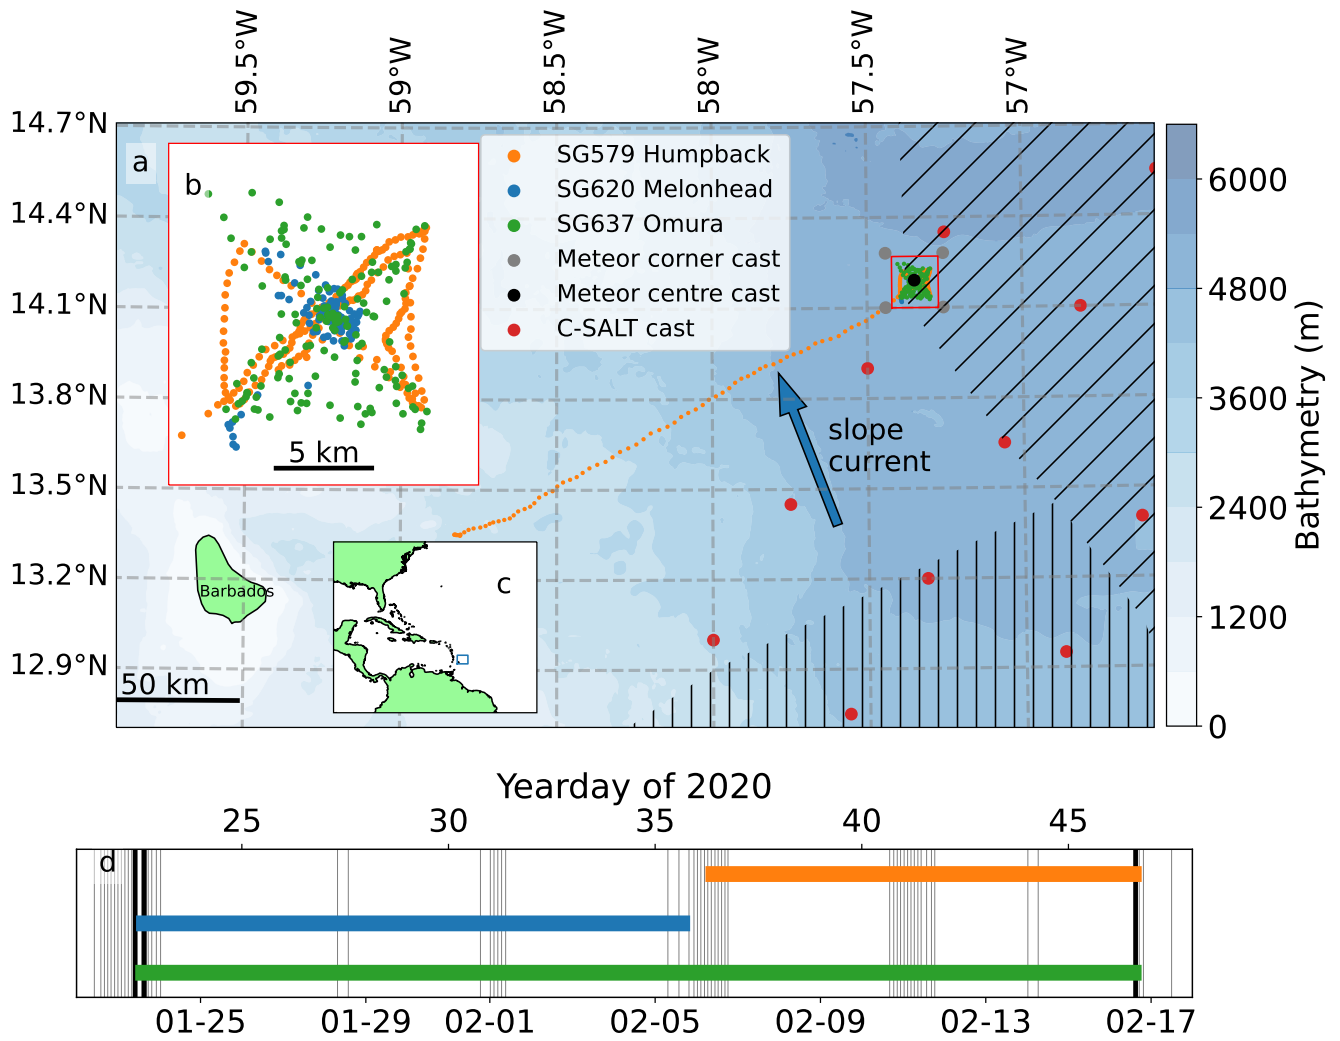 59.5°W
59°W
58.5°W
58°W
57.5°W
57°W
14.7°N
14.4°N
14.1°N
13.8°N
13.5°N
13.2°N
12.9°N
a
b
5 km
SG579 Humpback
SG620 Melonhead
SG637 Omura
Meteor corner cast
Meteor centre cast
C-SALT cast
slope
current
Barbados
50 km
c
6000
4800
3600
2400
1200
0
Bathymetry (m)
Yearday of 2020
25
30
35
40
45
d
01-25
01-29
02-01
02-05
02-09
02-13
02-17